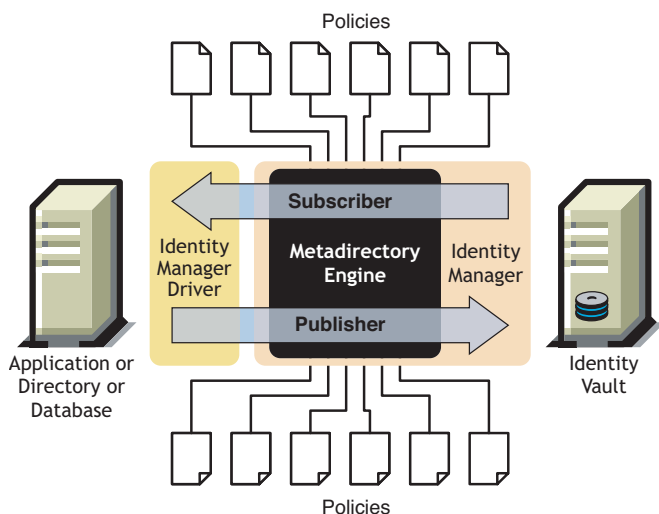 Policies
Subscriber
Identity
Manager
Driver
Metadirectory
Engine
Identity
Manager
Publisher
Application or
Directory or
Database
Identity
Vault
Policies